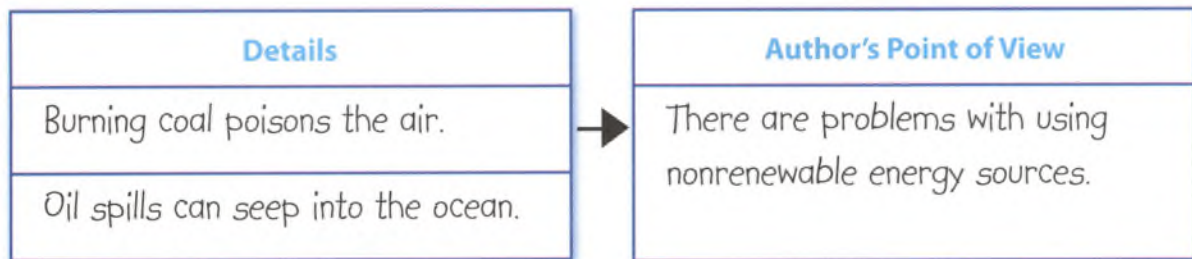 Details
Burning coal poisons the air.
Oil spills can seep into the ocean.
Author's Point of View
There are problems with using
nonrenewable energy sources.